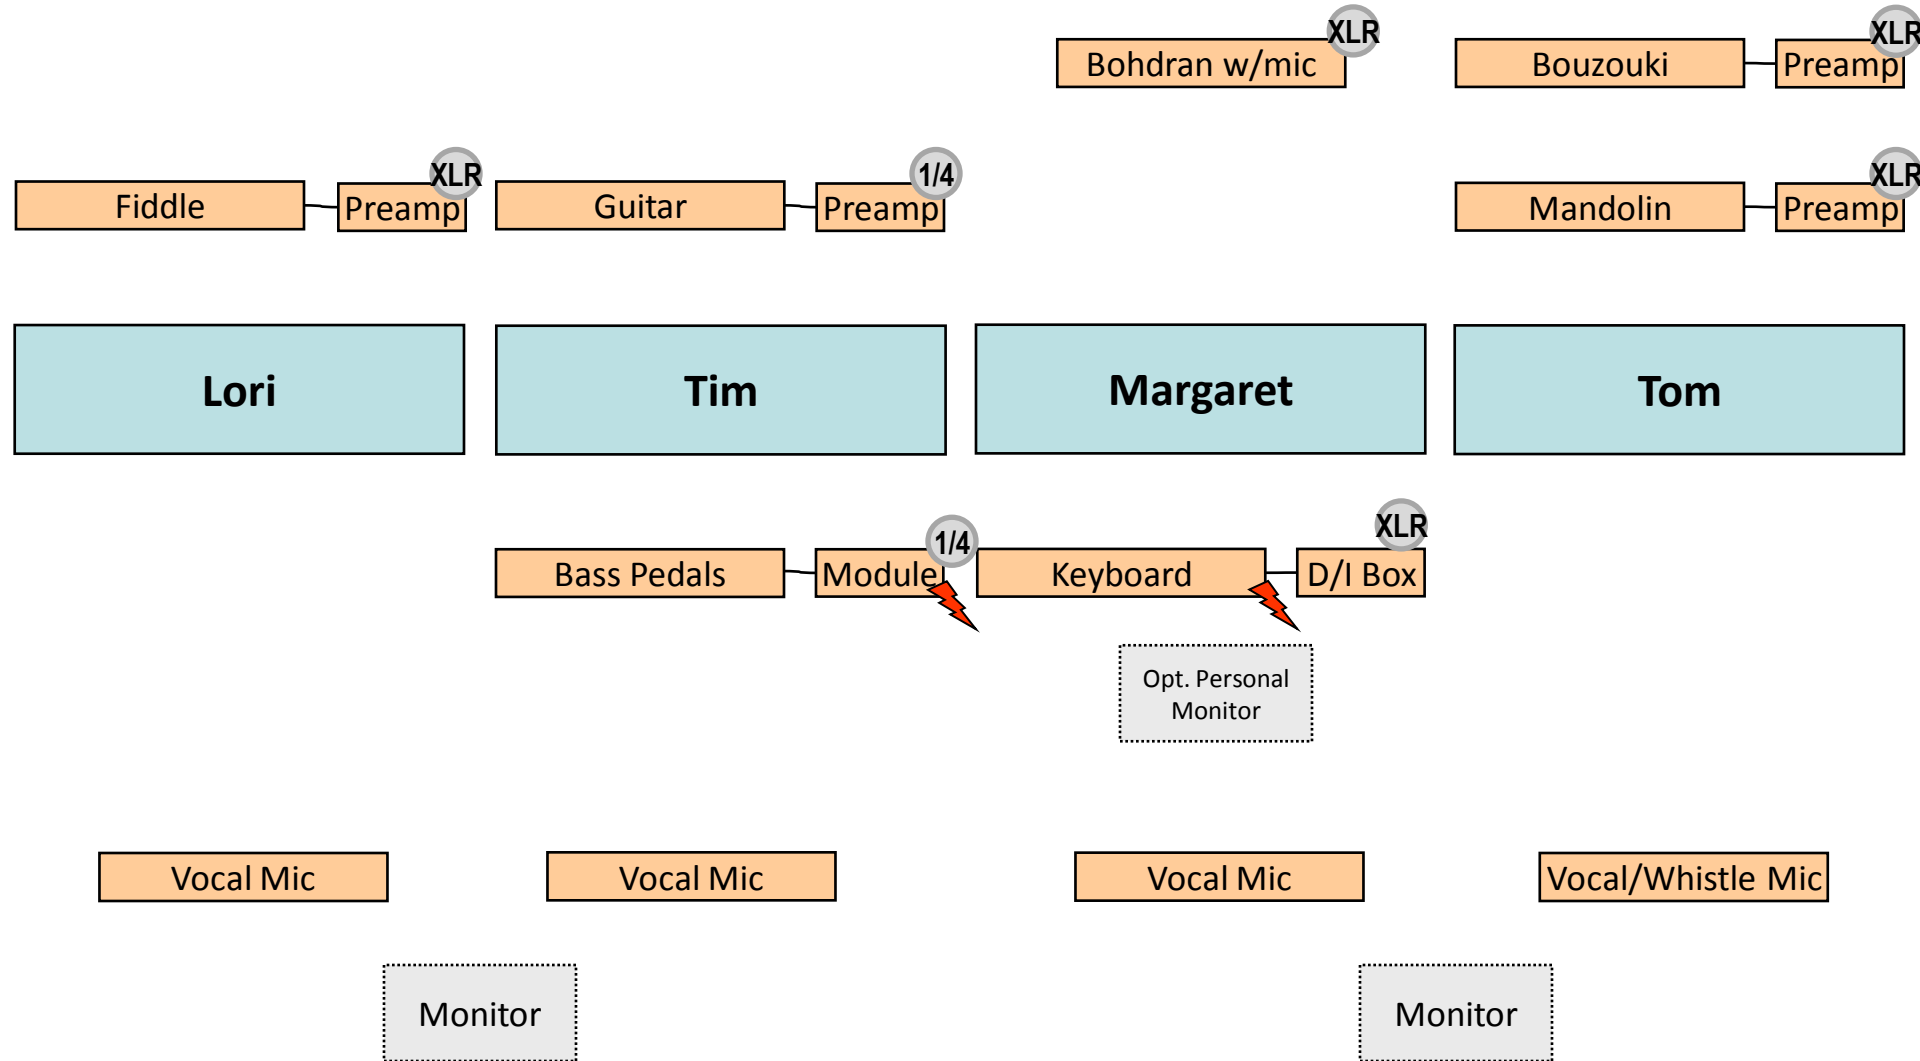 XLR
XLR
Bohdran w/mic
Bouzouki
Preamp
XLR
1/4
XLR
Fiddle
Preamp
Guitar
Preamp
Mandolin
Preamp
Lori
Tim
Margaret
Tom
1/4
XLR
Bass Pedals
Module
Keyboard
D/I Box
Opt. Personal
Monitor
Vocal Mic
Vocal Mic
Vocal Mic
Vocal/Whistle Mic
Monitor
Monitor